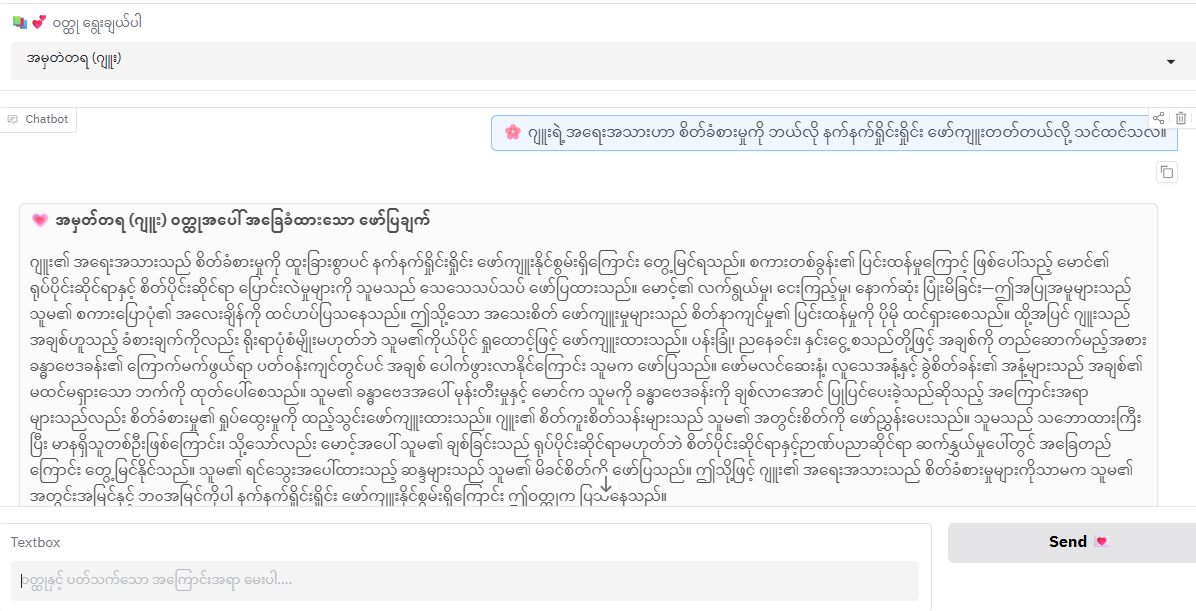 📚 💕 ဝတ္ထု ရွေးချယ်ပါ
အမှတဲတရ (ဂျူး)
Chatbot
🌸 ဂျူးရဲ့အရေးအသားဟာ စိတ်ခံစားမှုကို ဘယ်လို နက်နက်ရှိုင်းရှိုင်း ဖော်ကျူးတတ်တယ်လို့ သင်ထင်သလဲ။
💗 အမှတ်တရ (ဂျူး) ဝတ္ထုအပေါ် အခြေခံထားသော ဖော်ပြချက်
ဂျူး၏ အရေးအသားသည် စိတ်ခံစားမှုကို ထူးခြားစွာပင် နက်နက်ရှိုင်းရှိုင်း ဖော်ကျူးနိုင်စွမ်းရှိကြောင်း တွေ့မြင်ရသည်။ စကားတစ်ခွန်း၏ ပြင်းထန်မှုကြောင့် ဖြစ်ပေါ်သည့် မောင်၏
ရုပ်ပိုင်းဆိုင်ရာနှင့် စိတ်ပိုင်းဆိုင်ရာ ပြောင်းလဲမှုများကို သူမသည် သေသေသပ်သပ် ဖော်ပြထားသည်။ မောင့်၏ လက်ရွယ်မှု၊ ငေးကြည့်မှု၊ နောက်ဆုံး ပြုံးမိခြင်း—ဤအပြုအမူများသည်
သူမ၏ စကားပြောပုံ၏ အလေးချိန်ကို ထင်ဟပ်ပြသနေသည်။ ဤသို့သော အသေးစိတ် ဖော်ကျူးမှုများသည် စိတ်နာကျင်မှု၏ ပြင်းထန်မှုကို ပိုမို ထင်ရှားစေသည်။ ထို့အပြင် ဂျူးသည်
အချစ်ဟူသည့် ခံစားချက်ကိုလည်း ရိုးရာပုံစံမျိုးမဟုတ်ဘဲ သူမ၏ကိုယ်ပိုင် ရှုထောင့်ဖြင့် ဖော်ကျူးထားသည်။ ပန်းခြံ၊ ညနေခင်း၊ နှင်းငွေ့ စသည်တို့ဖြင့် အချစ်ကို တည်ဆောက်မည့်အစား
ခန္ဓာဗေဒခန်း၏ ကြောက်မက်ဖွယ်ရာ ပတ်ဝန်းကျင်တွင်ပင် အချစ် ပေါက်ဖွားလာနိုင်ကြောင်း သူမက ဖော်ပြသည်။ ဖော်မလင်ဆေးနံ့၊ လူသေအနံ့နှင့် ခွဲစိတ်ခန်း၏ အနံ့များသည် အချစ်၏
မထင်မရှားသော ဘက်ကို ထုတ်ပေါ်စေသည်။ သူမ၏ ခန္ဓာဗေဒအပေါ် မုန်းတီးမှုနှင့် မောင်က သူမကို ခန္ဓာဗေဒခန်းကို ချစ်လာအောင် ပြုပြင်ပေးခဲ့သည်ဆိုသည့် အကြောင်းအရာ
များသည်လည်း စိတ်ခံစားမှု၏ ရှုပ်ထွေးမှုကို ထည့်သွင်းဖော်ကျူးထားသည်။ ဂျူး၏ စိတ်ကူးစိတ်သန်းများသည် သူမ၏ အတွင်းစိတ်ကို ဖော်ညွှန်းပေးသည်။ သူမသည် သဘောထားကြီး
ပြီး မာနရှိသူတစ်ဦးဖြစ်ကြောင်း၊ သို့သော်လည်း မောင့်အပေါ် သူမ၏ ချစ်ခြင်းသည် ရုပ်ပိုင်းဆိုင်ရာမဟုတ်ဘဲ စိတ်ပိုင်းဆိုင်ရာနှင့်ဉာဏ်ပညာဆိုင်ရာ ဆက်နွှယ်မှုပေါ်တွင် အခြေတည်
ကြောင်း တွေ့မြင်နိုင်သည်။ သူမ၏ ရင်သွေးအပေါ်ထားသည့် ဆန္ဒများသည် သူမ၏ မိခင်စိတ်ကို ဖော်ပြသည်။ ဤသို့ဖြင့် ဂျူး၏ အရေးအသားသည် စိတ်ခံစားမှုများကိုသာမက သူမ၏
အတွင်းအမြင်နှင့် ဘ၀အမြင်ကိုပါ နက်နက်ရှိုင်းရှိုင်း ဖော်ကျူးနိုင်စွမ်းရှိကြောင်း ဤဝတ္ထုက ပြသနေသည်။
Textbox
ဝတ္ထုနှင့် ပတ်သက်သော အကြောင်းအရာ မေးပါ....
Send 💌